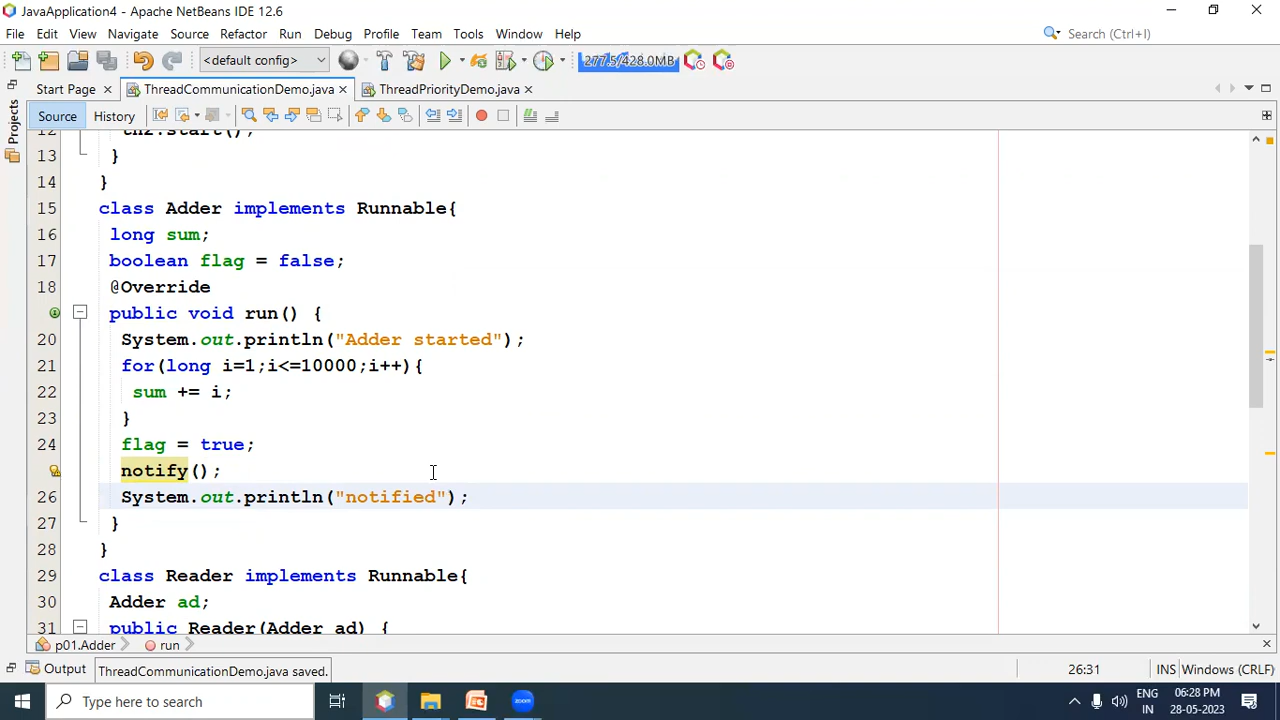 JavaApplication4 - Apache NetBeans IDE 12.6
File Edit View Navigate Source Refactor Run Debug Profile Team Tools Window Help
Search (Ctrl+I)
<default config>
277.5/428.0MB
Start Page
ThreadCommunicationDemo.java
ThreadPriorityDemo.java
Source History
Projects
12 th2.start();
13 }
14 }
15 class Adder implements Runnable{
16 long sum;
17 boolean flag = false;
18 @Override
public void run() {
20 System.out.println("Adder started");
21 for(long i=1;i<=10000;i++){
22 sum += i;
23 }
24 flag = true;
notify();
26 System.out.println("notified");
27 }
28 }
29 class Reader implements Runnable{
30 Adder ad;
31 public Reader(Adder ad) {
p01.Adder run
Output
ThreadCommunicationDemo.java saved.
26:31
INS Windows (CRLF)
Type here to search
zoom
ENG
IN
06:28 PM
28-05-2023